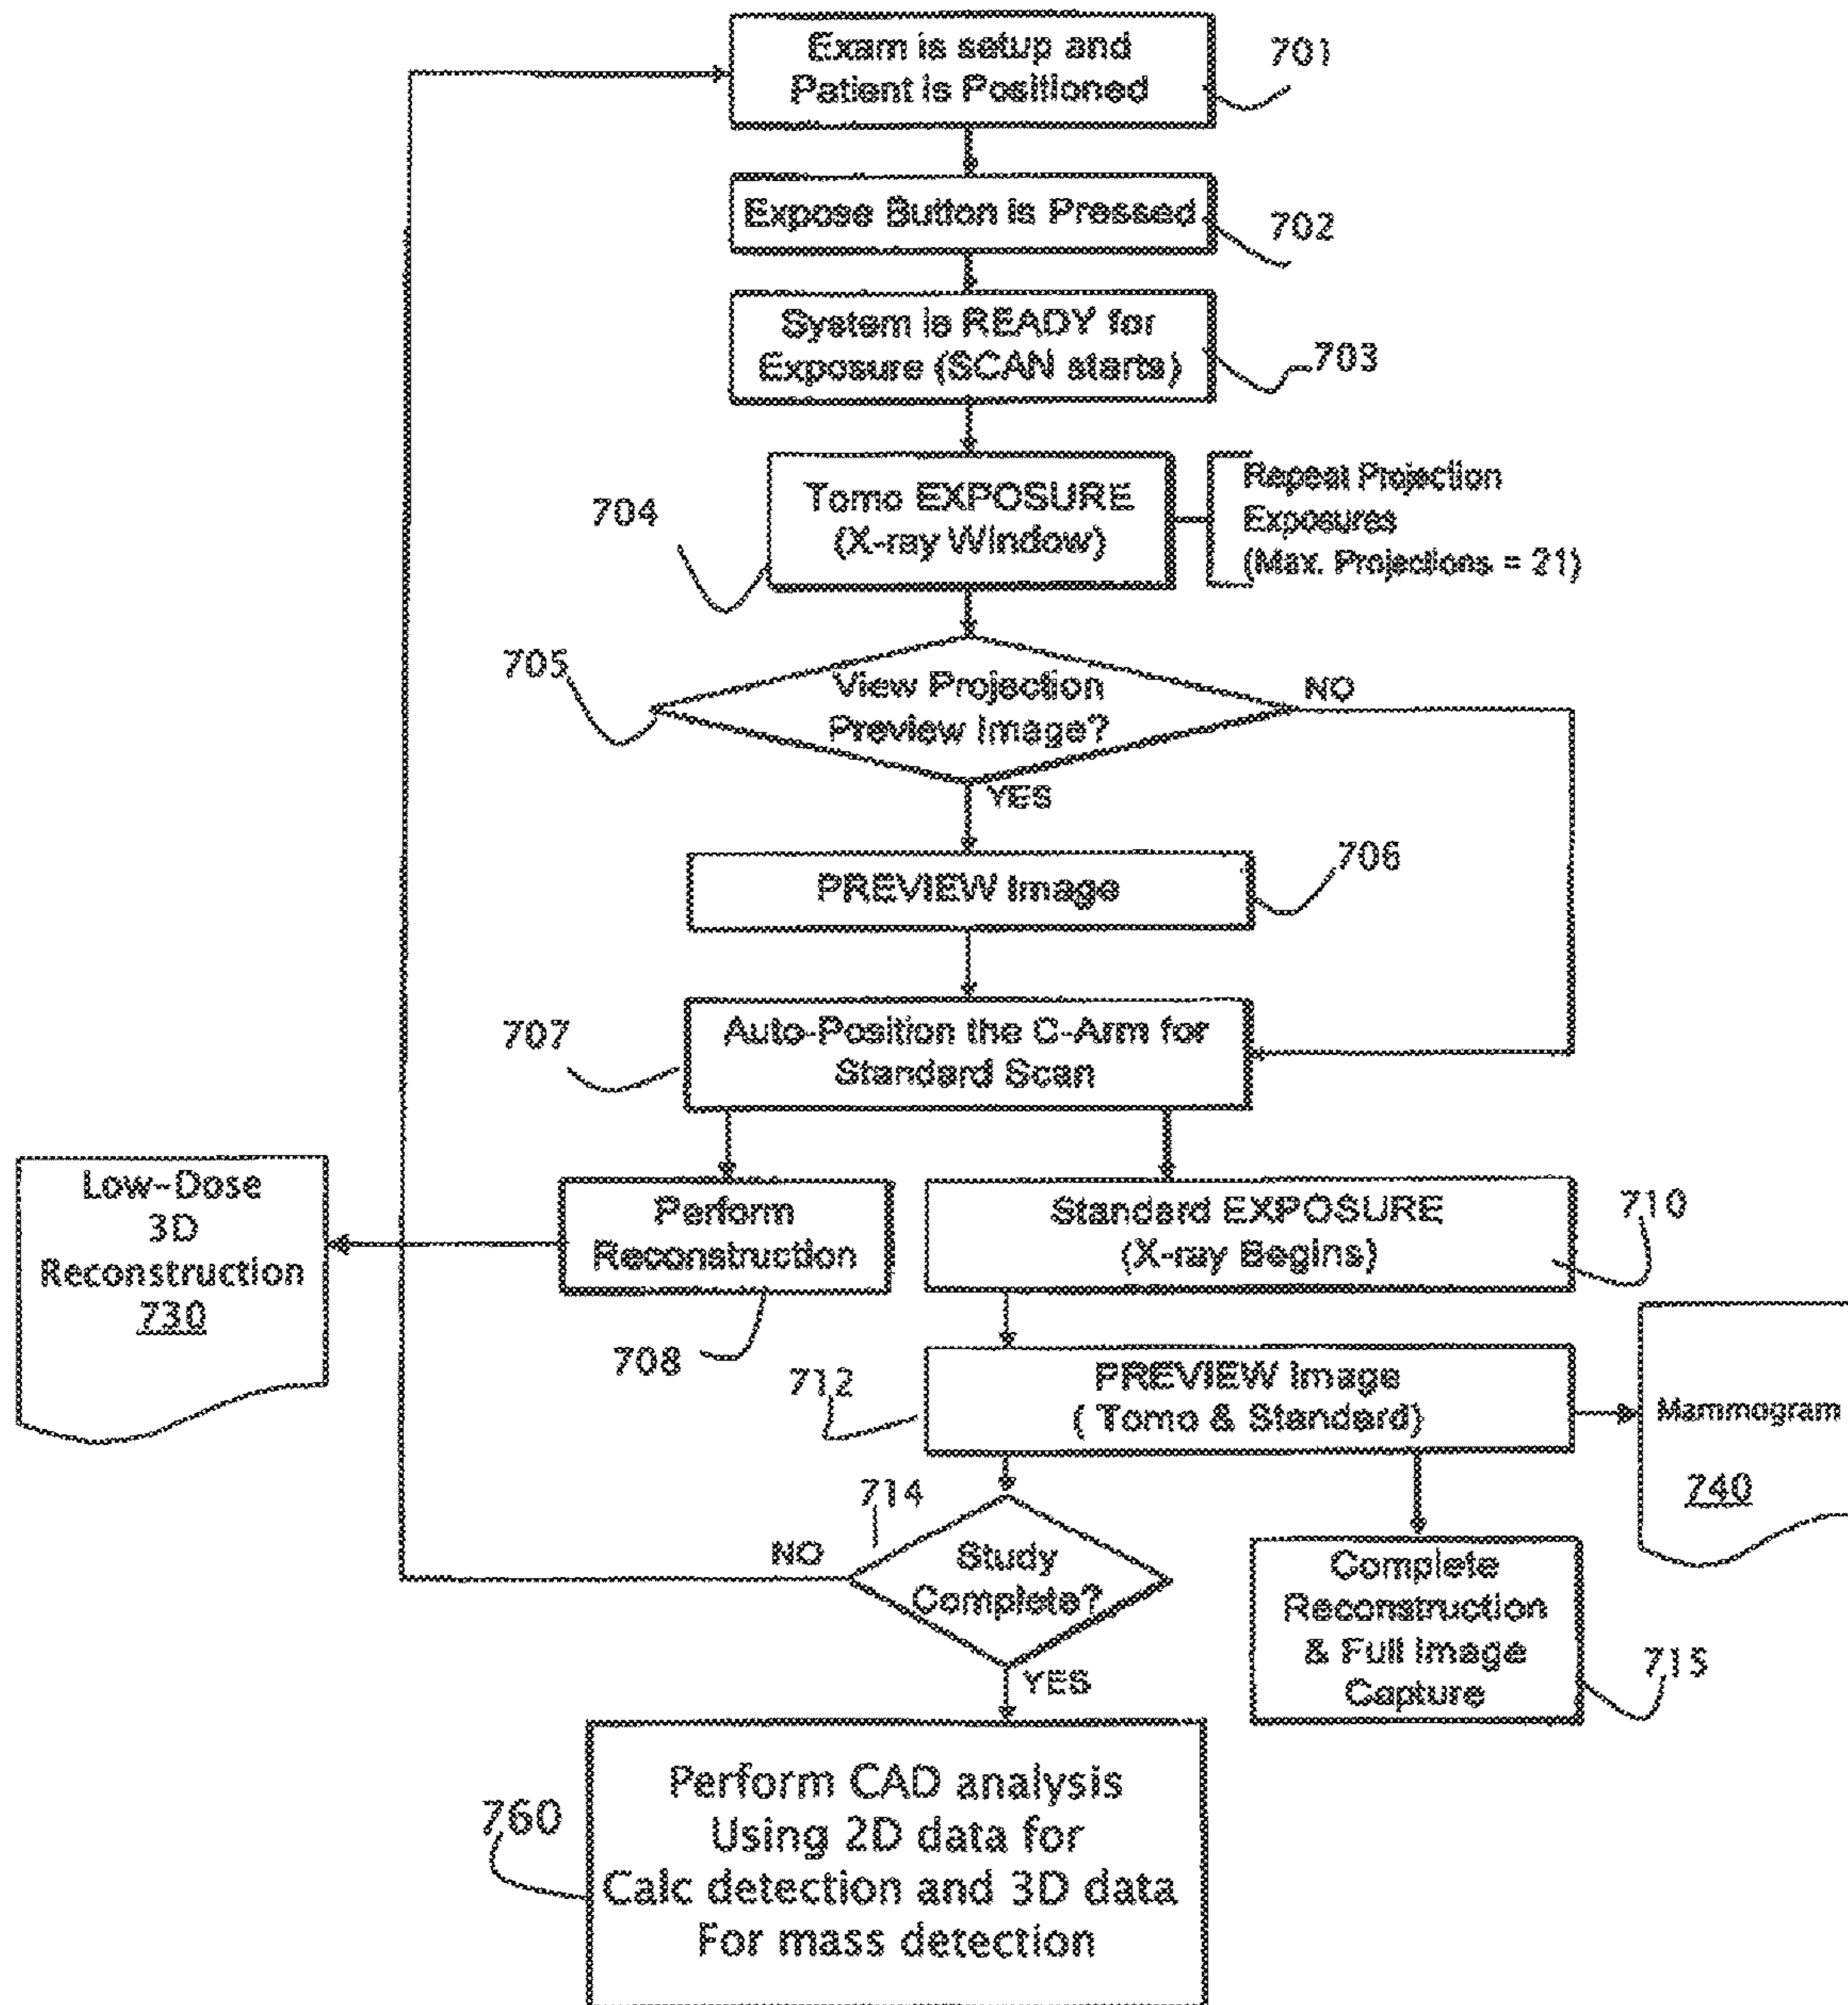 Exam is setup and
Patient is Positioned
701
Expose Button is Pressed
702
System is READY for
Exposure (SCAN starts)
703
704
Tomo EXPOSURE
(X-ray Window)
Repeat Projection
Exposures
(Max. Projections = 21)
705
View Projection
Preview Image?
NO
YES
PREVIEW Image
706
707
Auto-Position the C-Arm for
Standard Scan
Low-Dose
3D
Reconstruction
730
Perform
Reconstruction
708
Standard EXPOSURE
(X-ray Begins)
710
712
PREVIEW Image
( Tomo & Standard)
Mammogram
740
714
NO
Study
Complete?
YES
Complete
Reconstruction
& Full Image
Capture
715
760
Perform CAD analysis
Using 2D data for
Calc detection and 3D data
For mass detection